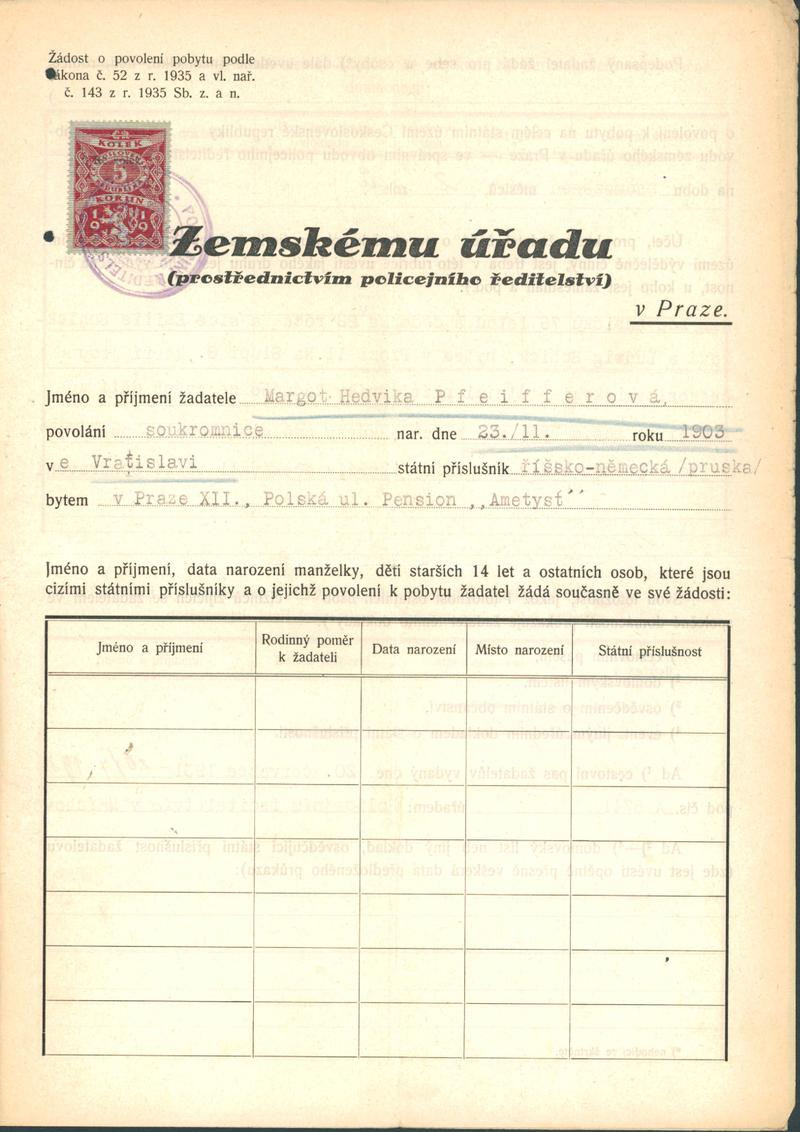 Žádost o povolení pobytu podle
zákona č. 52 z r. 1935 a vl. nař.
č. 143 z r. 1935 Sb. z. a n.
KOLEK
5
KORUN
1919
Zemskému úřadu
(prostřednictvím policejního ředitelství)
v Praze.
Jméno a příjmení žadatele Margot Hedvika P f e i f f e r o v á,
povolání soukromnice nar. dne 23./11. roku 1903
v e Vratislavi státní příslušník říšsko-německá /pruska/
bytem v Praze XII., Polská ul. Pension ,,Ametyst´´
Jméno a příjmení, data narození manželky, dětí starších 14 let a ostatních osob, které jsou
cizími státními příslušníky a o jejichž povolení k pobytu žadatel žádá současně ve své žádosti:
Jméno a příjmení Rodinný poměr k žadateli Data narození Místo narození Státní příslušnost